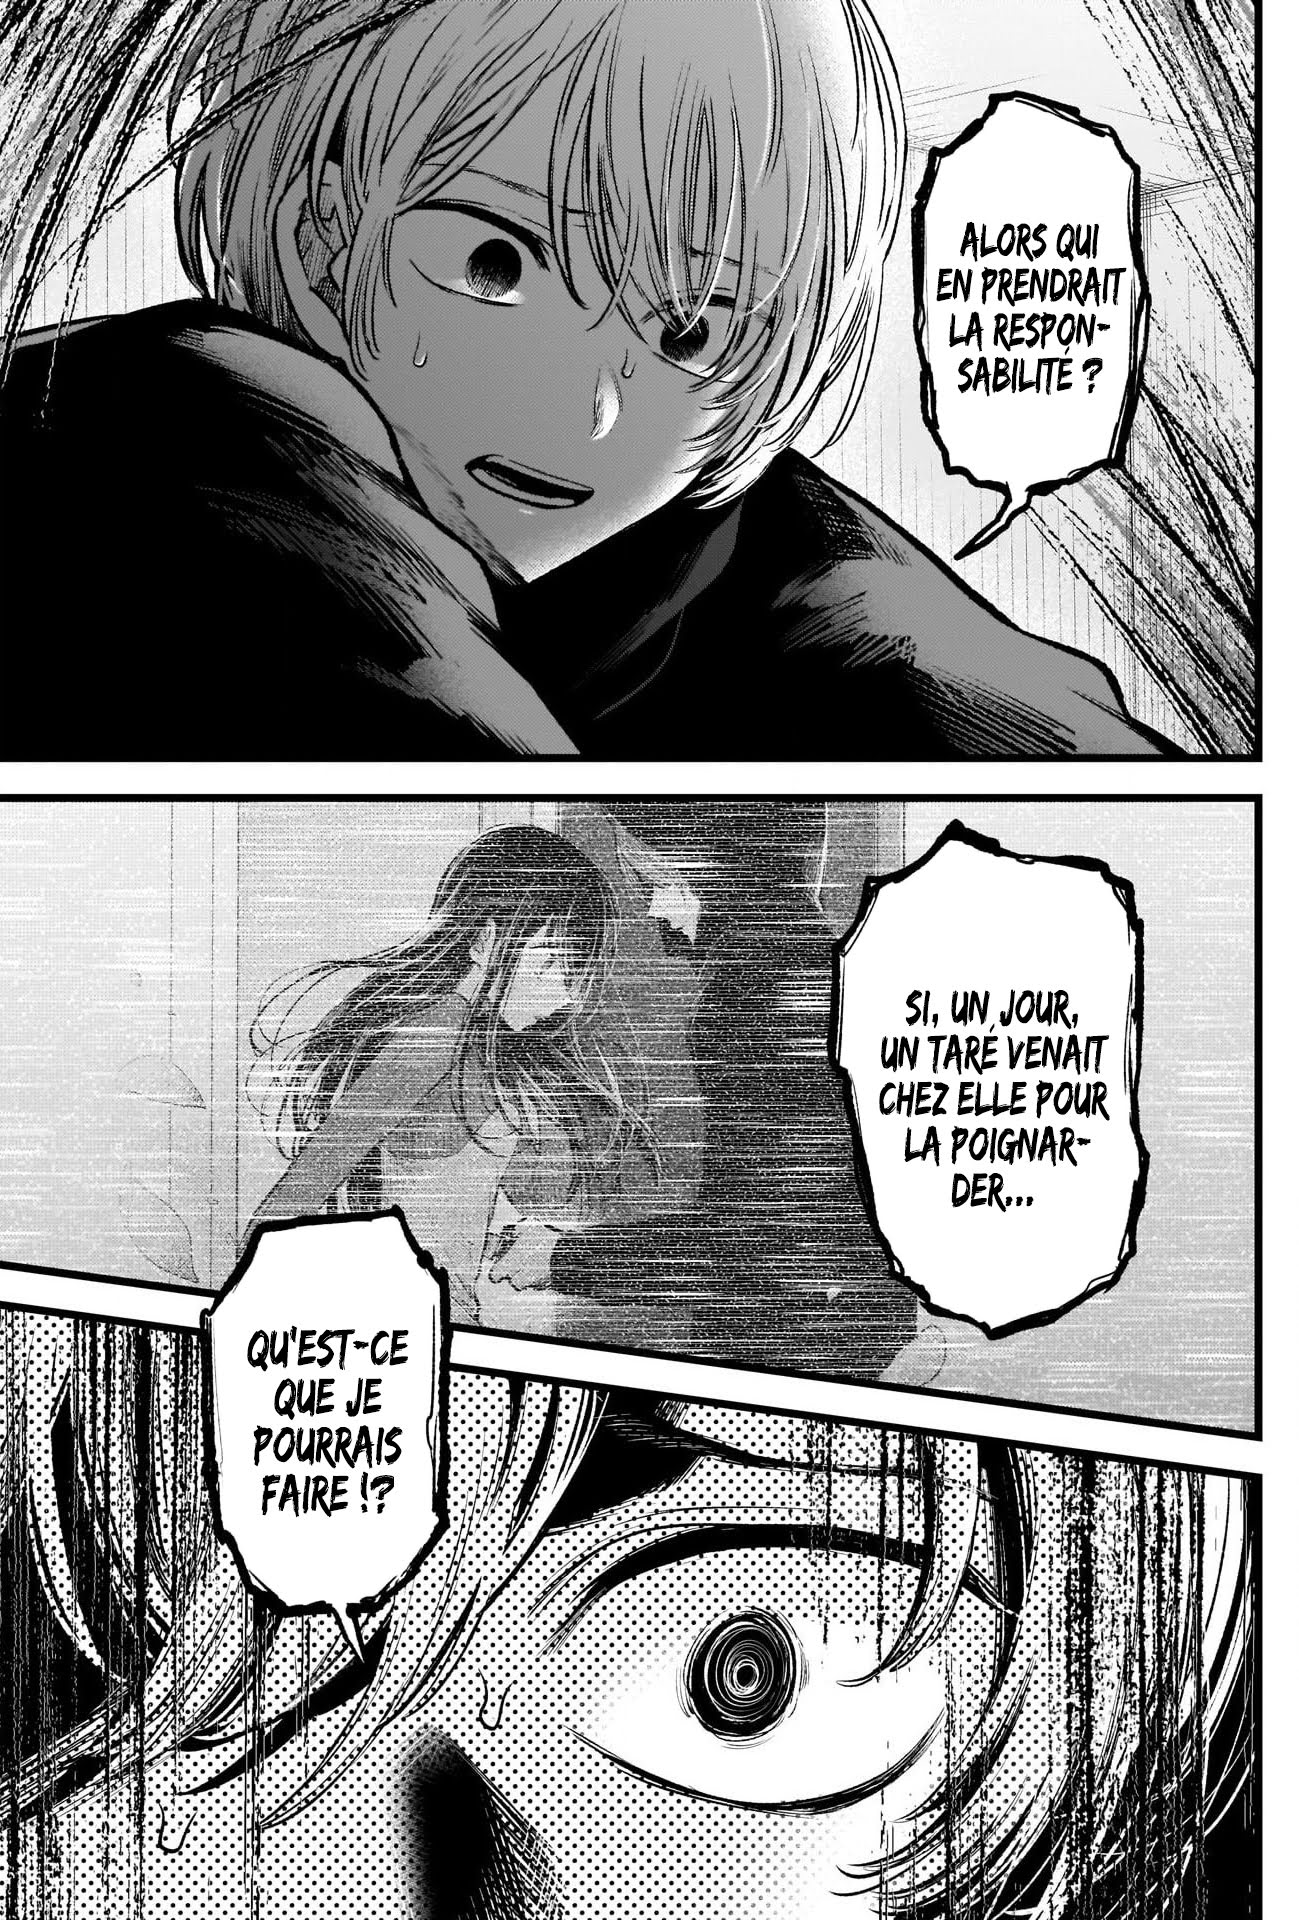 ALORS QUI
EN PRENDRAIT
LA RESPON-
SABILITÉ ?
SI, UN JOUR,
UN TARÉ VENAIT
CHEZ ELLE POUR
LA POIGNAR-
DER...
QU'EST-CE
QUE JE
POURRAIS
FAIRE !?